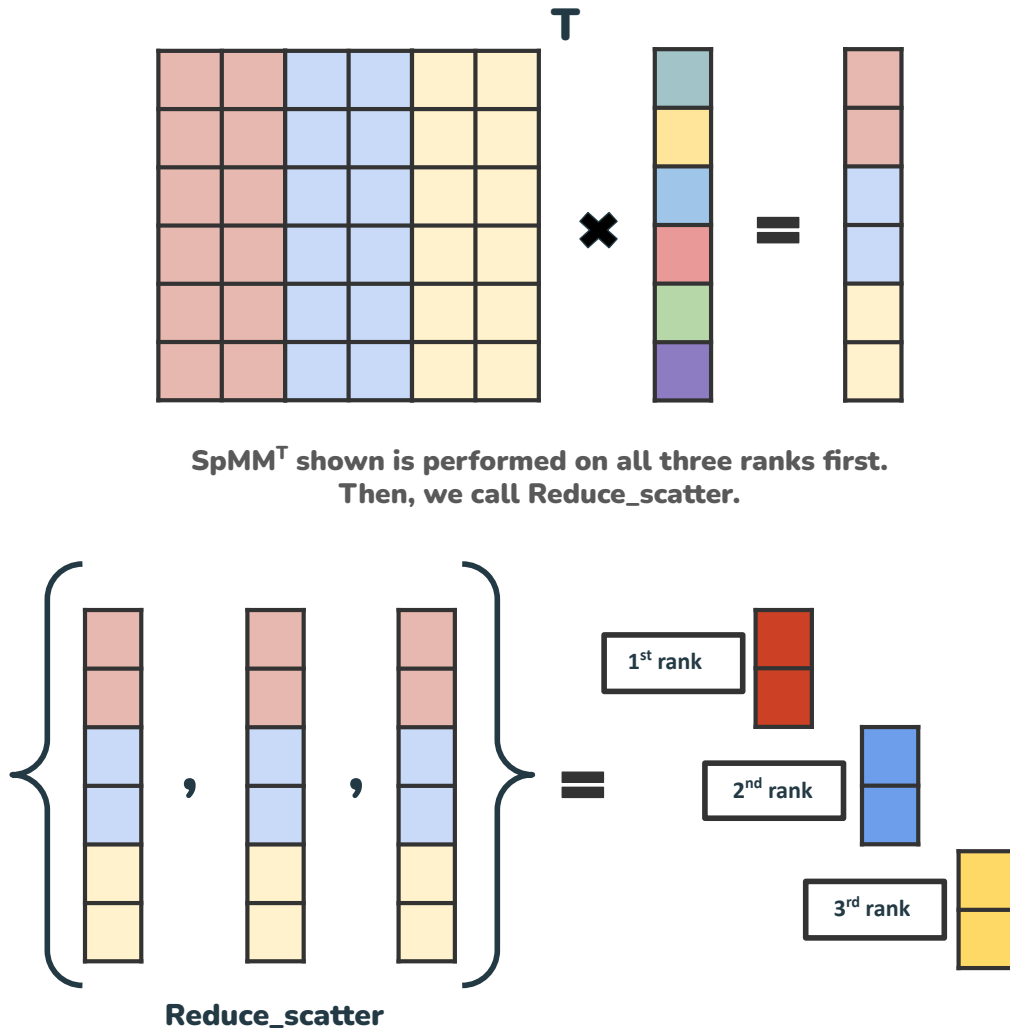 T
SpMMᵀ shown is performed on all three ranks first.
Then, we call Reduce_scatter.
1ˢᵗ rank
2ⁿᵈ rank
, ,
=
3ʳᵈ rank
Reduce_scatter